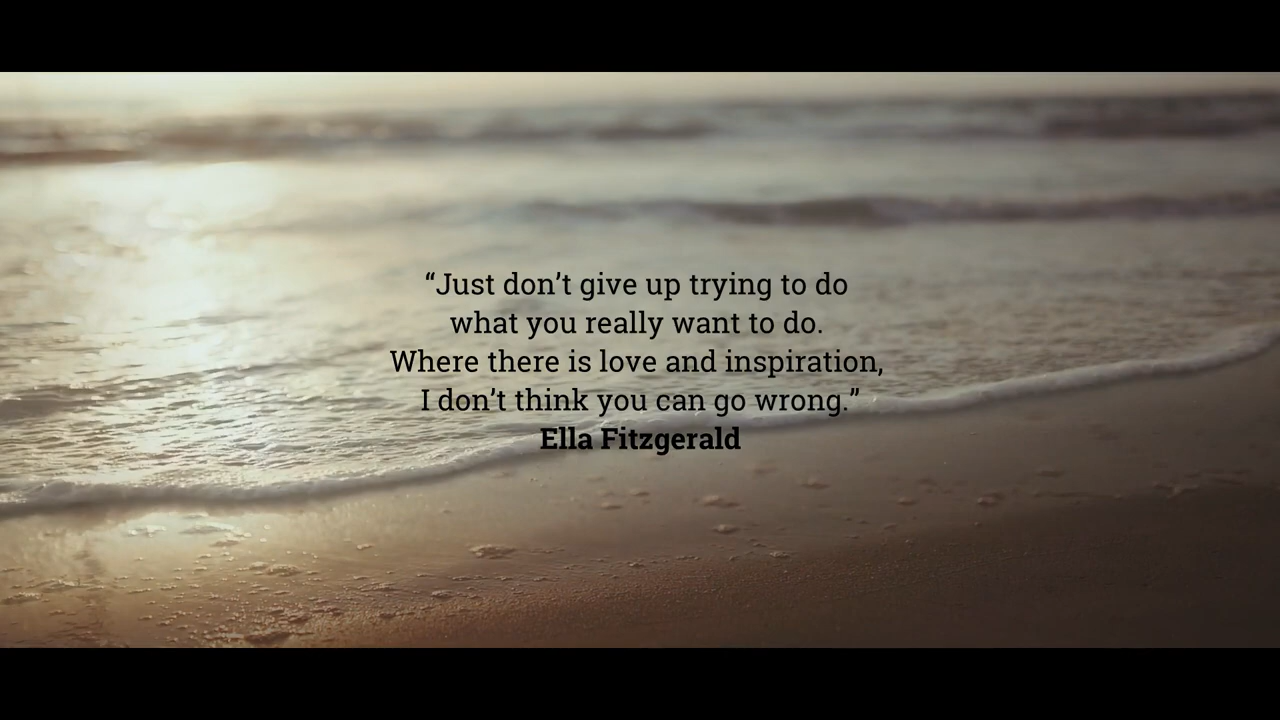 “Just don’t give up trying to do
what you really want to do.
Where there is love and inspiration,
I don’t think you can go wrong.”
Ella Fitzgerald